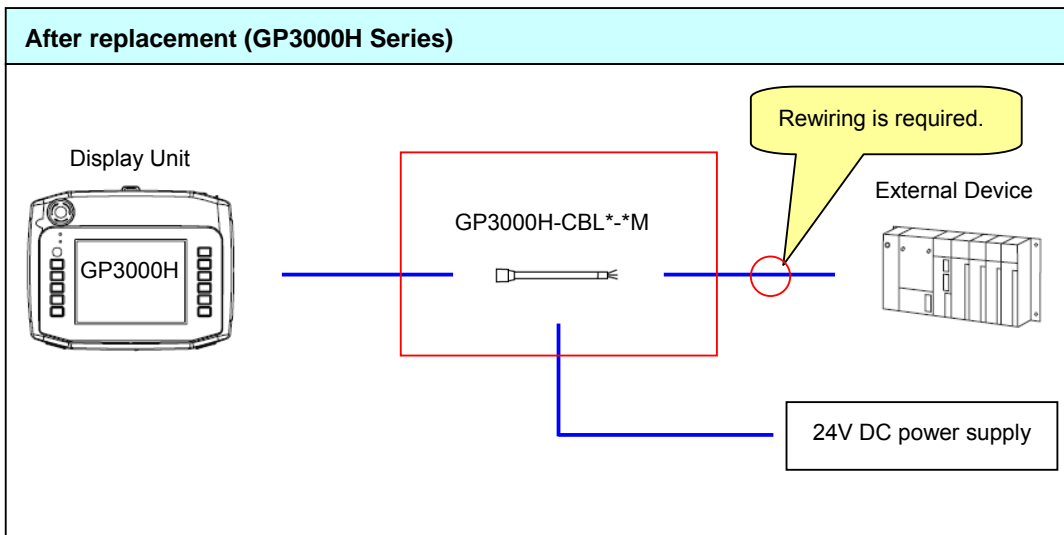 After replacement (GP3000H Series)
Rewiring is required.
Display Unit
External Device
GP3000H-CBL*-*M
GP3000H
24V DC power supply